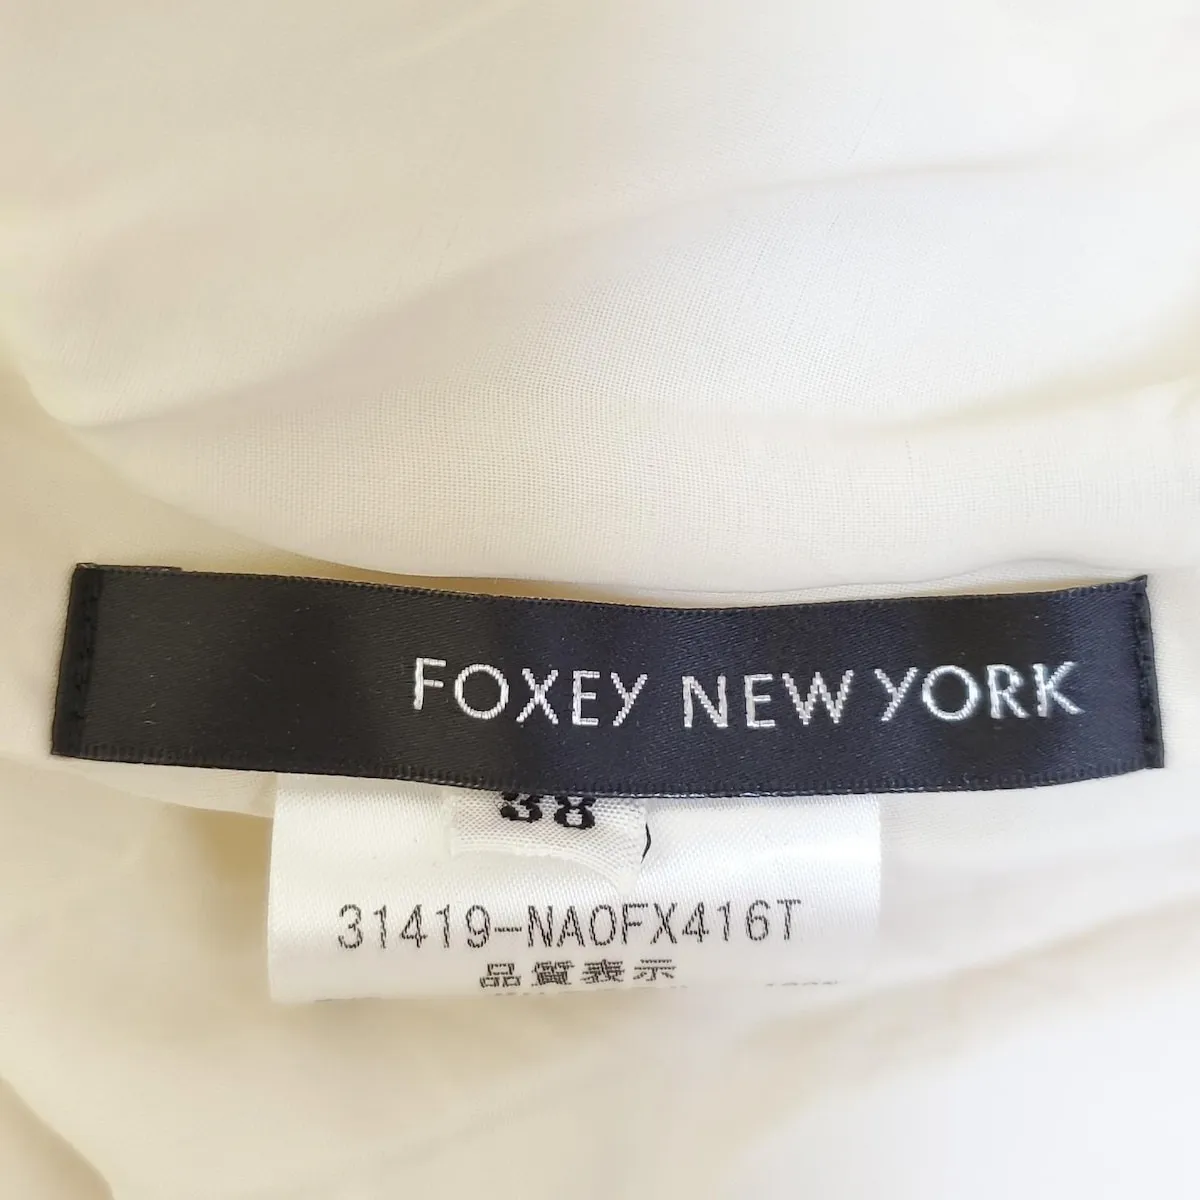 FOXEY NEW YORK
38
31419-NAOFX416T
品質表示